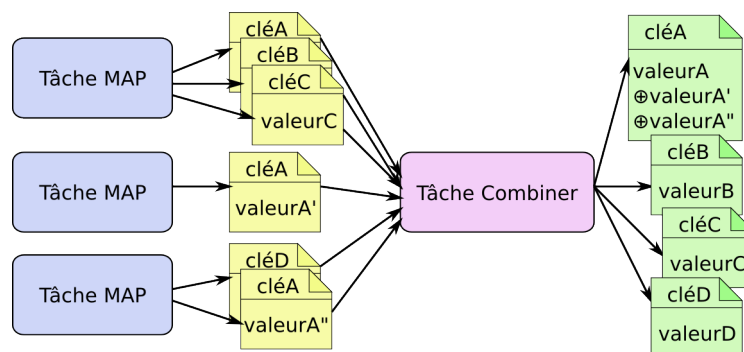 cléA
cléB
cléC
valeurC
Tâche MAP
cléA
valeurA'
Tâche MAP
cléD
cléA
valeurA"
Tâche MAP
Tâche Combiner
cléA
valeurA
⊕valeurA'
⊕valeurA"
cléB
valeurB
cléC
valeurC
cléD
valeurD